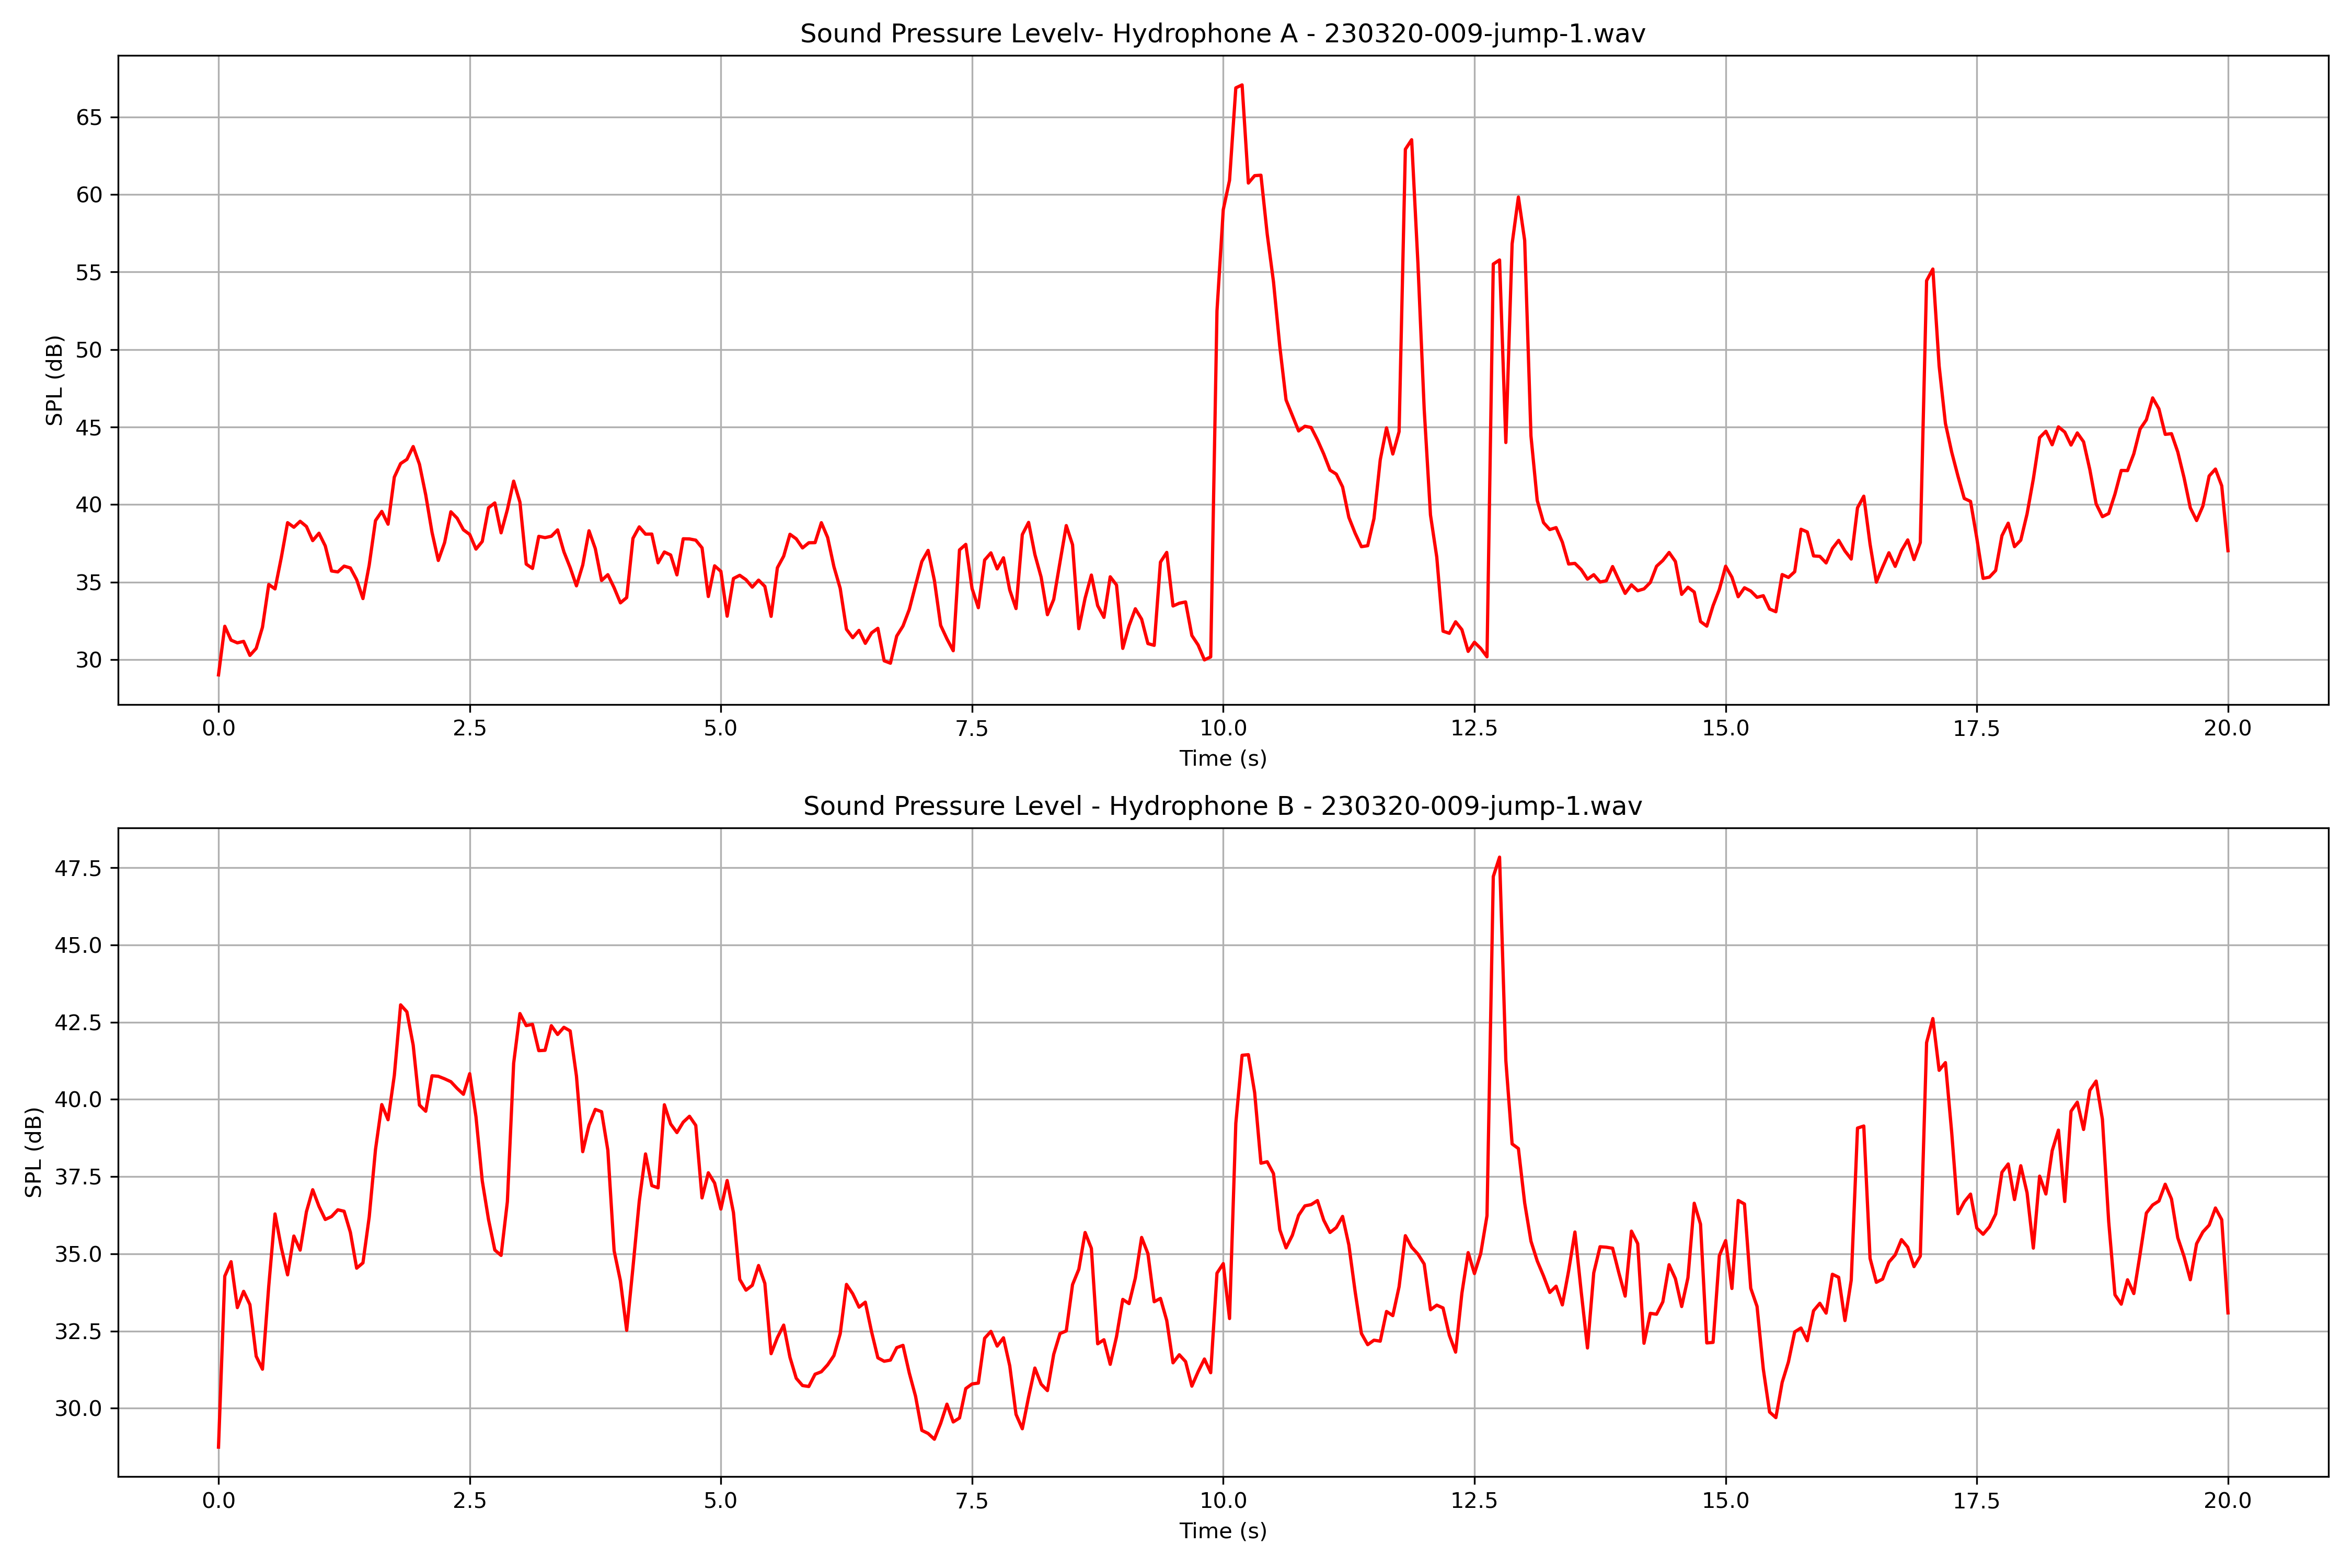 Sound Pressure Levelv- Hydrophone A - 230320-009-jump-1.wav
65
60
55
50
45
40
35
30
SPL (dB)
0.0 2.5 5.0 7.5 10.0 12.5 15.0 17.5 20.0
Time (s)
Sound Pressure Level - Hydrophone B - 230320-009-jump-1.wav
47.5
45.0
42.5
40.0
37.5
35.0
32.5
30.0
SPL (dB)
0.0 2.5 5.0 7.5 10.0 12.5 15.0 17.5 20.0
Time (s)